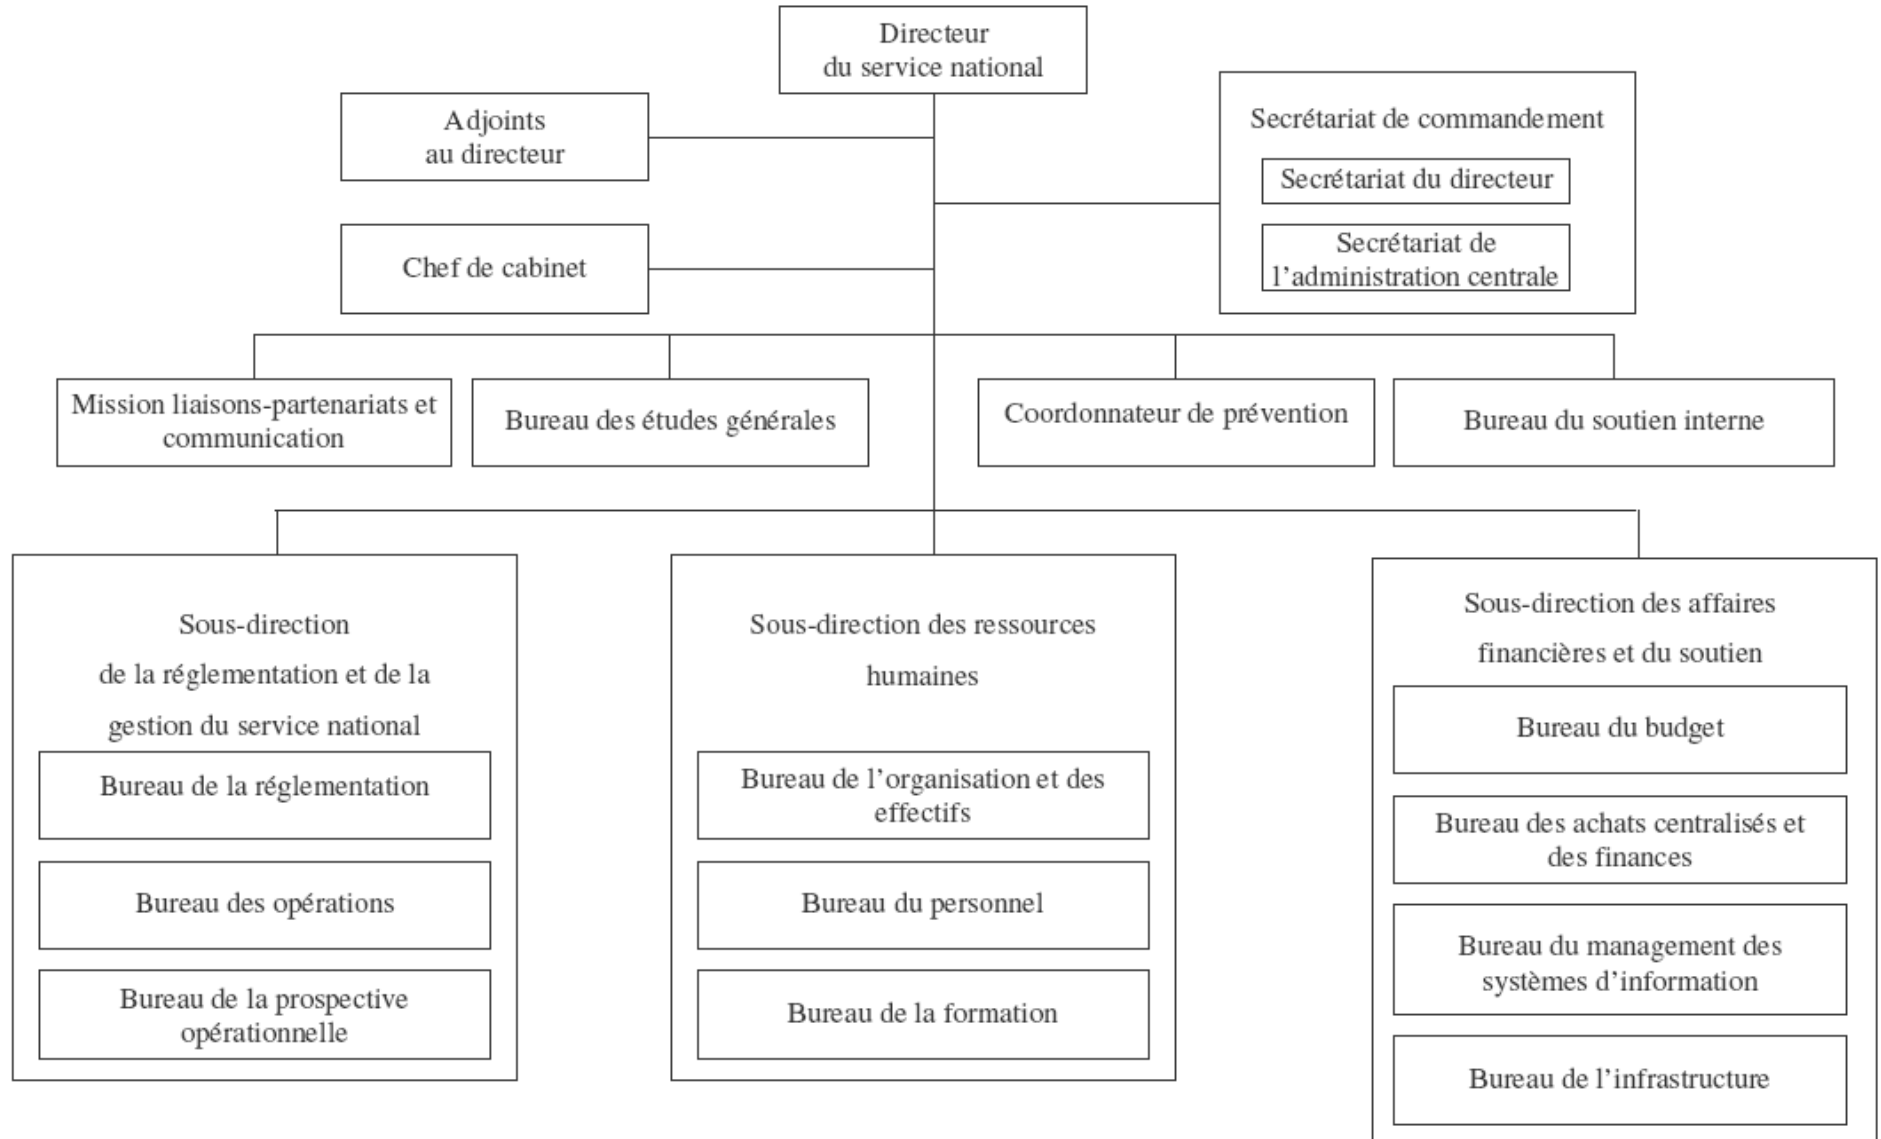 Directeur
du service national
Adjoints
au directeur
Secrétariat de commandement
Secrétariat du directeur
Secrétariat de
l’administration centrale
Chef de cabinet
Mission liaisons-partenariats et
communication
Bureau des études générales
Coordonnateur de prévention
Bureau du soutien interne
Sous-direction
de la réglementation et de la
gestion du service national
Bureau de la réglementation
Bureau des opérations
Bureau de la prospective
opérationnelle
Sous-direction des ressources
humaines
Bureau de l’organisation et des
effectifs
Bureau du personnel
Bureau de la formation
Sous-direction des affaires
financières et du soutien
Bureau du budget
Bureau des achats centralisés et
des finances
Bureau du management des
systèmes d’information
Bureau de l’infrastructure